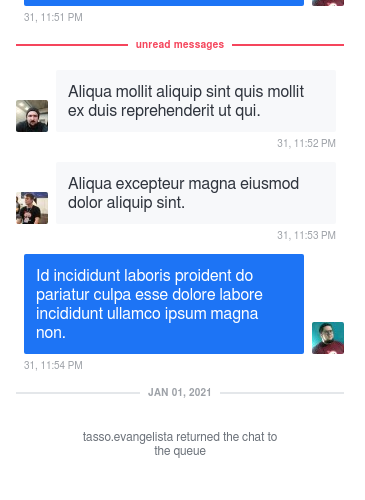 31, 11:51 PM
unread messages
Aliqua mollit aliquip sint quis mollit
ex duis reprehenderit ut qui.
31, 11:52 PM
Aliqua excepteur magna eiusmod
dolor aliquip sint.
31, 11:53 PM
Id incididunt laboris proident do
pariatur culpa esse dolore labore
incididunt ullamco ipsum magna
non.
31, 11:54 PM
JAN 01, 2021
tasso.evangelista returned the chat to
the queue